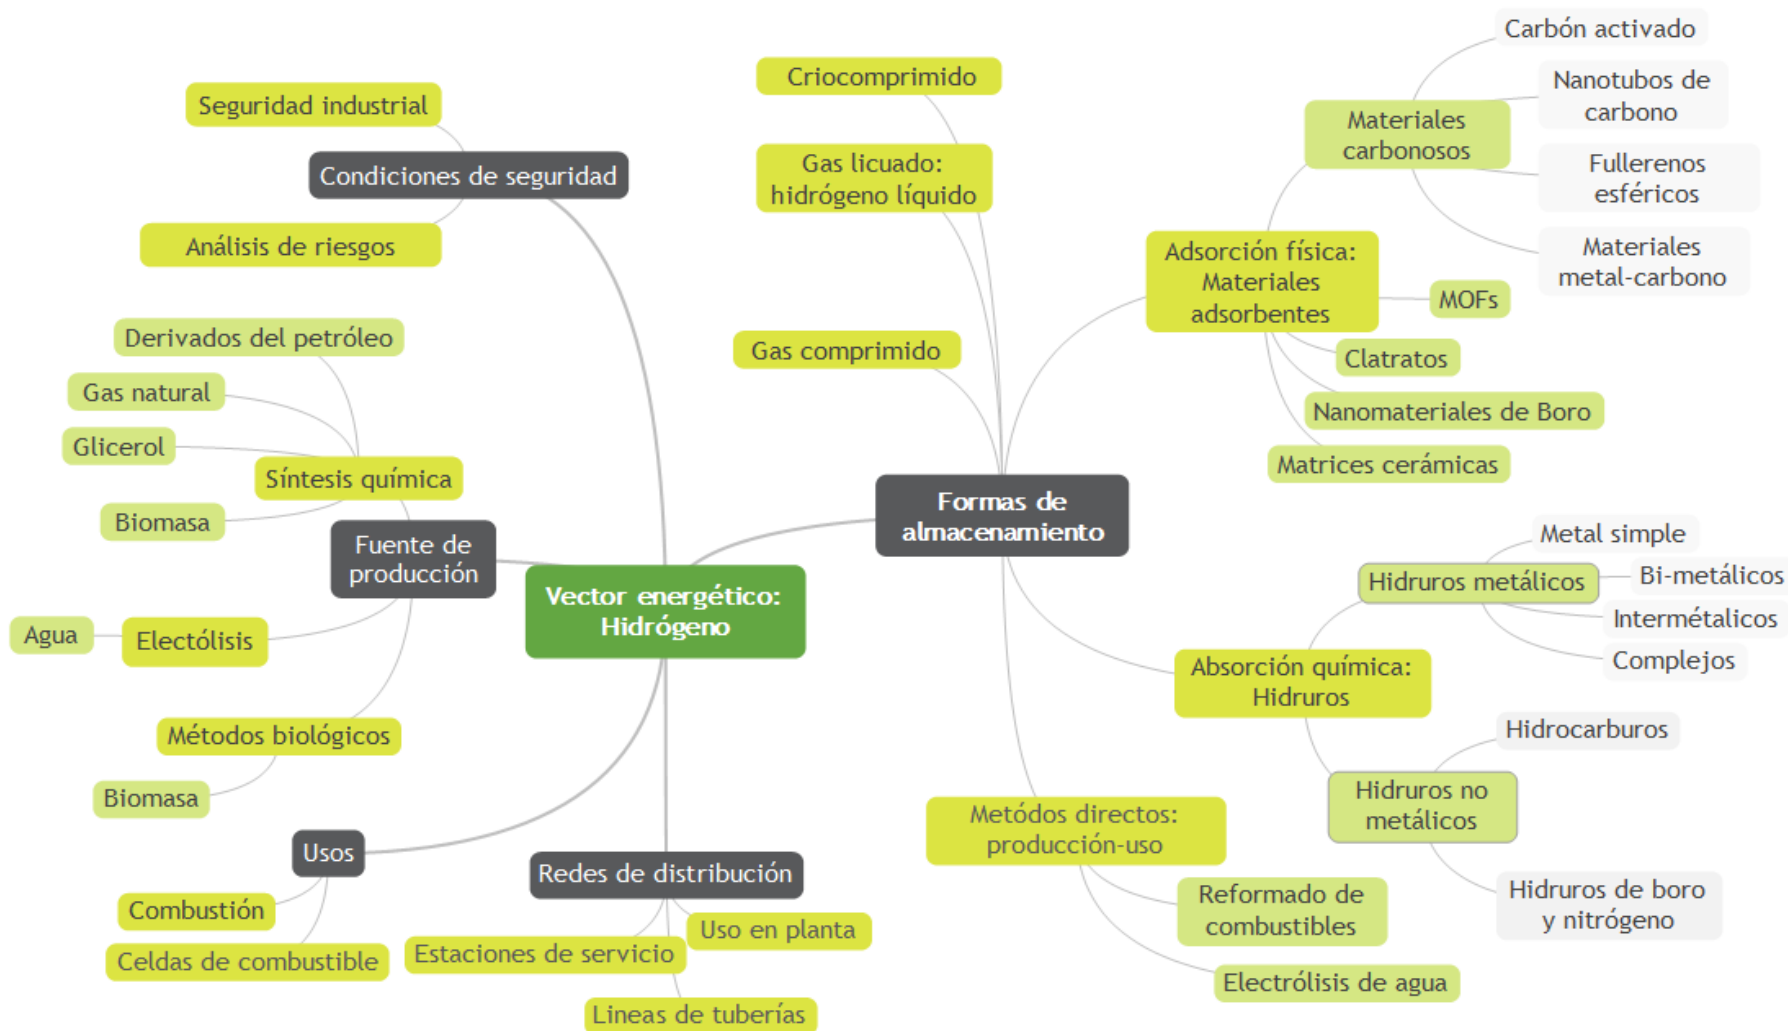 Vector energético:
Hidrógeno
Condiciones de seguridad
Seguridad industrial
Análisis de riesgos
Fuente de
producción
Síntesis química
Derivados del petróleo
Gas natural
Glicerol
Biomasa
Electólisis
Agua
Métodos biológicos
Biomasa
Usos
Combustión
Celdas de combustible
Redes de distribución
Estaciones de servicio
Uso en planta
Lineas de tuberías
Formas de
almacenamiento
Criocomprimido
Gas licuado:
hidrógeno líquido
Gas comprimido
Adsorción física:
Materiales
adsorbentes
Materiales
carbonosos
Carbón activado
Nanotubos de
carbono
Fullerenos
esféricos
Materiales
metal-carbono
MOFs
Clatratos
Nanomateriales de Boro
Matrices cerámicas
Absorción química:
Hidruros
Hidruros metálicos
Metal simple
Bi-metálicos
Intermétalicos
Complejos
Hidruros no
metálicos
Hidrocarburos
Hidruros de boro
y nitrógeno
Metódos directos:
producción-uso
Reformado de
combustibles
Electrólisis de agua